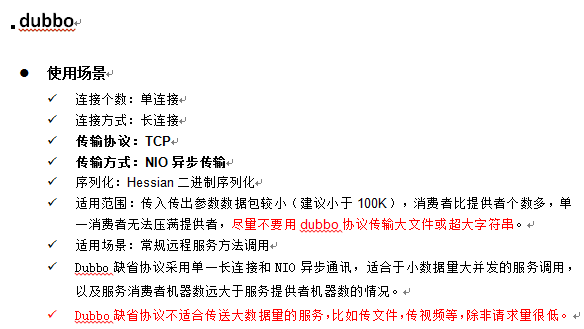 dubbo
使用场景
连接个数：单连接
连接方式：长连接
传输协议：TCP
传输方式：NIO 异步传输
序列化：Hessian 二进制序列化
适用范围：传入传出参数数据包较小（建议小于 100K），消费者比提供者个数多，单
一消费者无法压满提供者，尽量不要用 dubbo 协议传输大文件或超大字符串。
适用场景：常规远程服务方法调用
Dubbo 缺省协议采用单一长连接和 NIO 异步通讯，适合于小数据量大并发的服务调用，
以及服务消费者机器数远大于服务提供者机器数的情况。
Dubbo 缺省协议不适合传送大数据量的服务，比如传文件，传视频等，除非请求量很低。